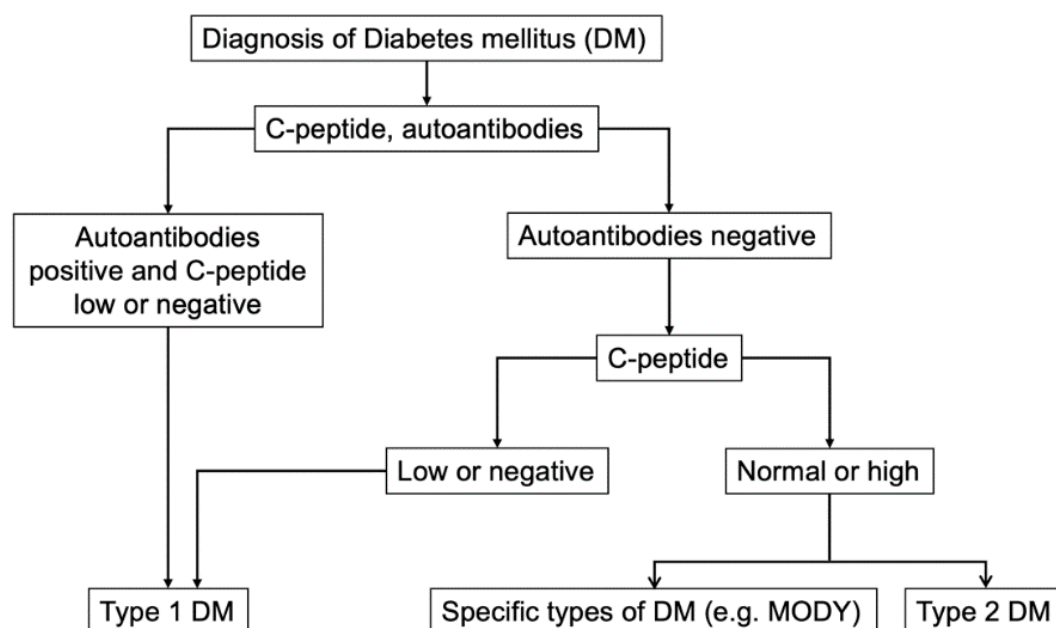 Diagnosis of Diabetes mellitus (DM)
C-peptide, autoantibodies
Autoantibodies
positive and C-peptide
low or negative
Autoantibodies negative
C-peptide
Low or negative
Normal or high
Type 1 DM
Specific types of DM (e.g. MODY)
Type 2 DM